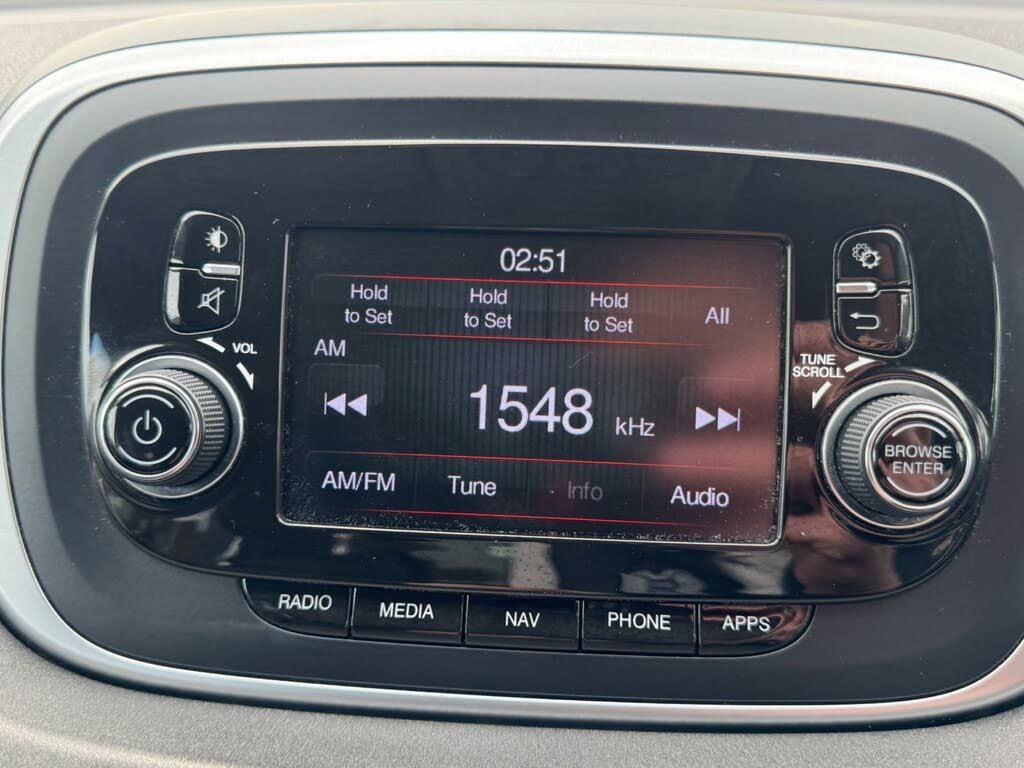 02:51
Hold
to Set
Hold
to Set
Hold
to Set
All
AM
VOL
TUNE
SCROLL
1548 kHz
BROWSE
ENTER
AM/FM Tune Info Audio
RADIO MEDIA NAV PHONE APPS